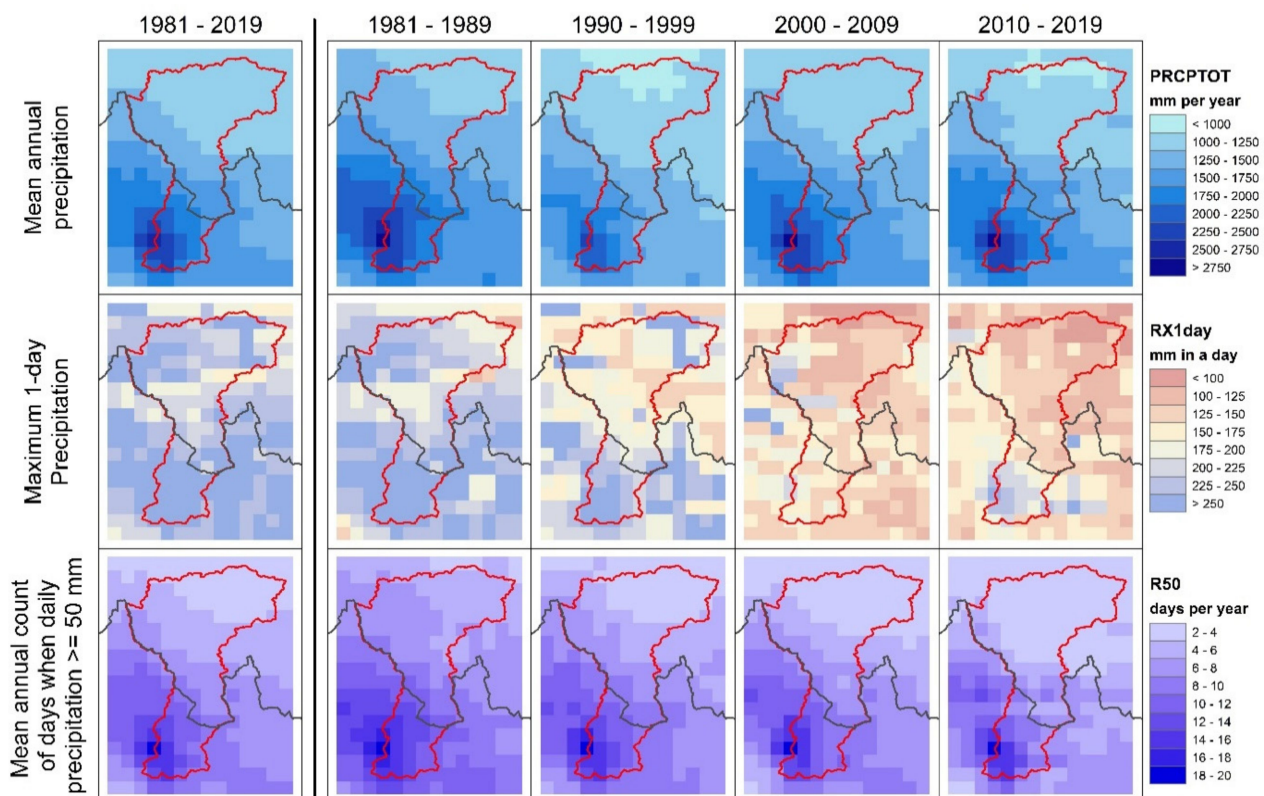 1981 - 2019
1981 - 1989
1990 - 1999
2000 - 2009
2010 - 2019
Mean annual
precipitation
PRCPTOT
mm per year
< 1000
1000 - 1250
1250 - 1500
1500 - 1750
1750 - 2000
2000 - 2250
2250 - 2500
2500 - 2750
> 2750
Maximum 1-day
Precipitation
RX1day
mm in a day
< 100
100 - 125
125 - 150
150 - 175
175 - 200
200 - 225
225 - 250
> 250
Mean annual count
of days when daily
precipitation >= 50 mm
R50
days per year
2 - 4
4 - 6
6 - 8
8 - 10
10 - 12
12 - 14
14 - 16
16 - 18
18 - 20